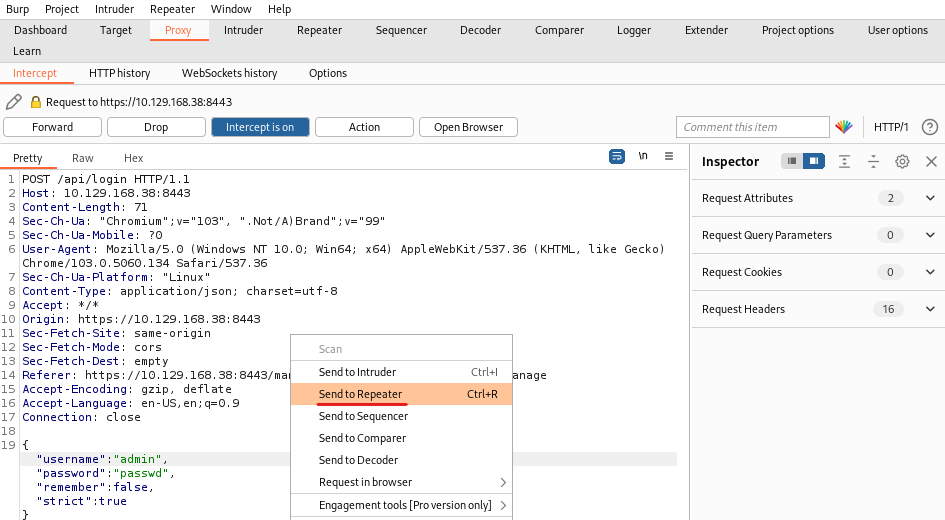 Burp Project Intruder Repeater Window Help
Dashboard Target Proxy Intruder Repeater Sequencer Decoder Comparer Logger Extender Project options User options
Learn
Intercept HTTP history WebSockets history Options
Request to https://10.129.168.38:8443
Forward Drop Intercept is on Action Open Browser Comment this item HTTP/1 ?
Pretty Raw Hex \n
Inspector
Request Attributes 2
Request Query Parameters 0
Request Cookies 0
Request Headers 16
1 POST /api/login HTTP/1.1
2 Host: 10.129.168.38:8443
3 Content-Length: 71
4 Sec-Ch-Ua: "Chromium";v="103", ".Not/A)Brand";v="99"
5 Sec-Ch-Ua-Mobile: ?0
6 User-Agent: Mozilla/5.0 (Windows NT 10.0; Win64; x64) AppleWebKit/537.36 (KHTML, like Gecko)
Chrome/103.0.5060.134 Safari/537.36
7 Sec-Ch-Ua-Platform: "Linux"
8 Content-Type: application/json; charset=utf-8
9 Accept: */*
10 Origin: https://10.129.168.38:8443
11 Sec-Fetch-Site: same-origin
12 Sec-Fetch-Mode: cors
13 Sec-Fetch-Dest: empty
14 Referer: https://10.129.168.38:8443/man anage
15 Accept-Encoding: gzip, deflate
16 Accept-Language: en-US,en;q=0.9
17 Connection: close
18
19 {
"username":"admin",
"password":"passwd",
"remember":false,
"strict":true
}
Scan
Send to Intruder Ctrl+I
Send to Repeater Ctrl+R
Send to Sequencer
Send to Comparer
Send to Decoder
Request in browser
Engagement tools [Pro version only]